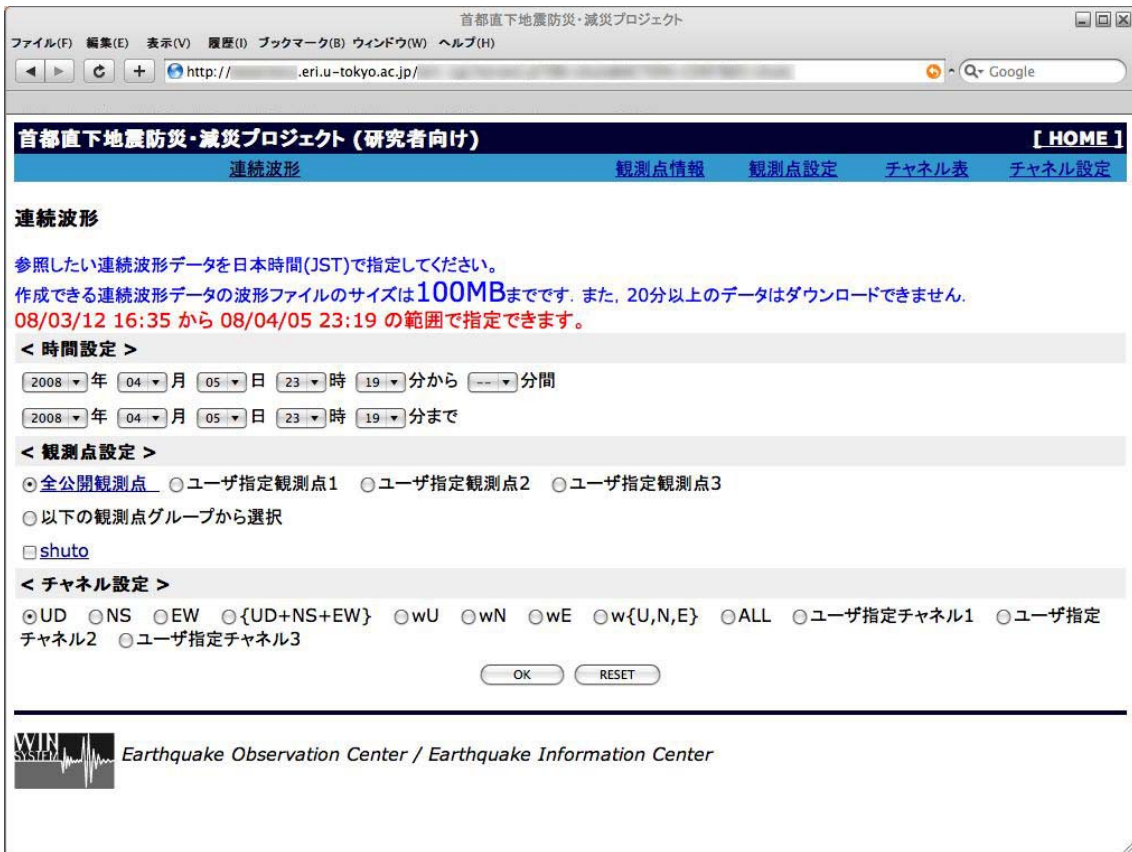 首都直下地震防災・減災プロジェクト
ファイル(F) 編集(E) 表示(V) 履歴(I) ブックマーク(B) ウィンドウ(W) ヘルプ(H)
http:// .eri.u-tokyo.ac.jp/ Google
首都直下地震防災・減災プロジェクト (研究者向け) [ HOME ]
連続波形 観測点情報 観測点設定 チャネル表 チャネル設定
連続波形
参照したい連続波形データを日本時間(JST)で指定してください。
作成できる連続波形データの波形ファイルのサイズは100MBまでです. また, 20分以上のデータはダウンロードできません.
08/03/12 16:35 から 08/04/05 23:19 の範囲で指定できます。
< 時間設定 >
2008 年 04 月 05 日 23 時 19 分から -- 分間
2008 年 04 月 05 日 23 時 19 分まで
< 観測点設定 >
全公開観測点 ユーザ指定観測点1 ユーザ指定観測点2 ユーザ指定観測点3
以下の観測点グループから選択
shuto
< チャネル設定 >
UD NS EW {UD+NS+EW} wU wN wE w{U,N,E} ALL ユーザ指定チャネル1 ユーザ指定
チャネル2 ユーザ指定チャネル3
OK RESET
WIN SYSTEM Earthquake Observation Center / Earthquake Information Center